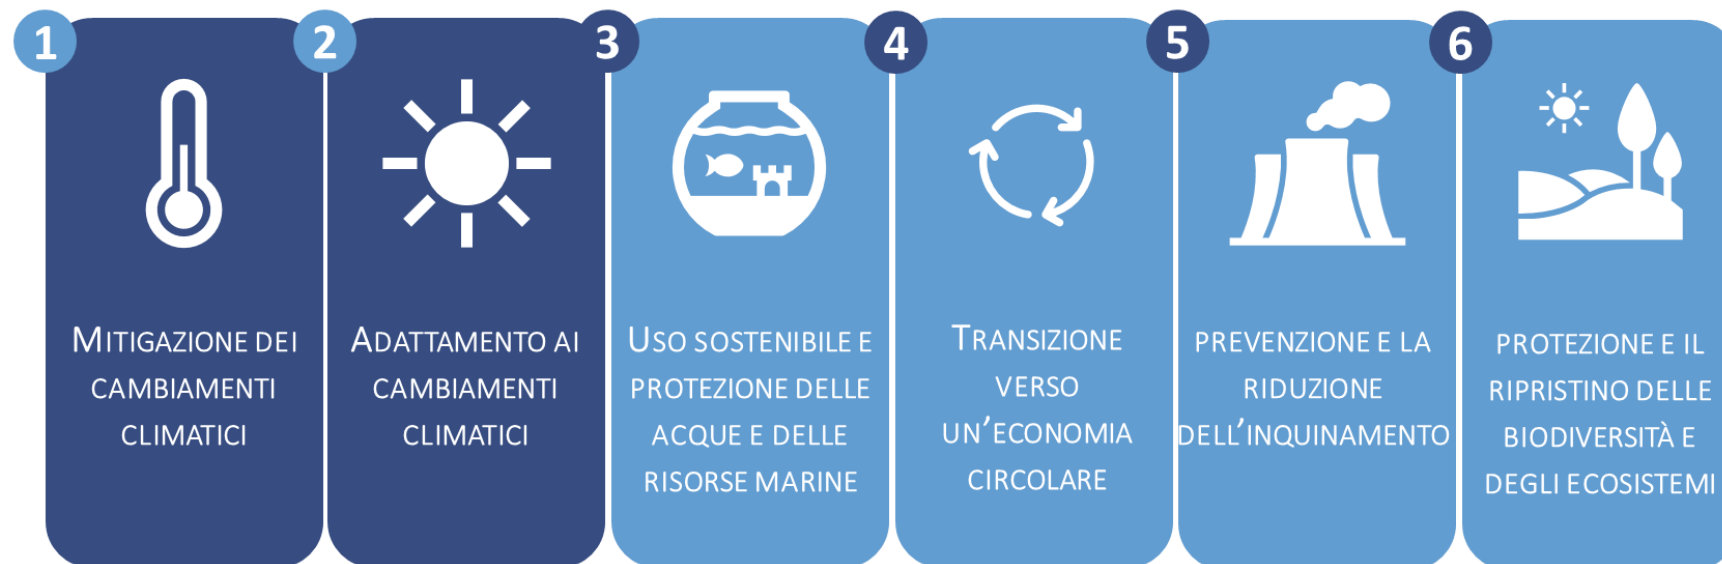 1
MITIGAZIONE DEI
CAMBIAMENTI
CLIMATICI
2
ADATTAMENTO AI
CAMBIAMENTI
CLIMATICI
3
USO SOSTENIBILE E
PROTEZIONE DELLE
ACQUE E DELLE
RISORSE MARINE
4
TRANSIZIONE
VERSO
UN'ECONOMIA
CIRCOLARE
5
PREVENZIONE E LA
RIDUZIONE
DELL'INQUINAMENTO
6
PROTEZIONE E IL
RIPRISTINO DELLE
BIODIVERSITÀ E
DEGLI ECOSISTEMI